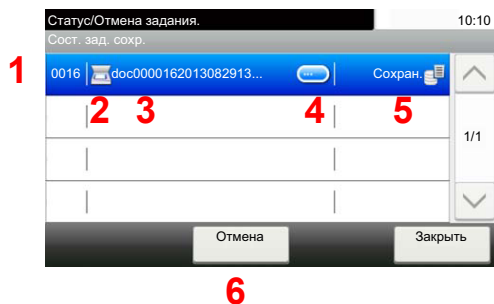 Статус/Отмена задания. 10:10
Сост. зад. сохр.
1 0016 doc0000162013082913... Сохран.
2 3 4 5
1/1
Отмена Закрыть
6